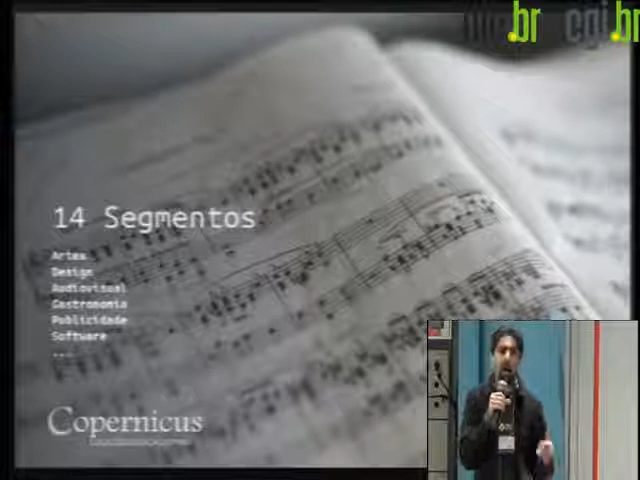 nic.br cgi.br
14 Segmentos
Artes
Design
Audiovisual
Gastronomia
Publicidade
Software
...
Copernicus